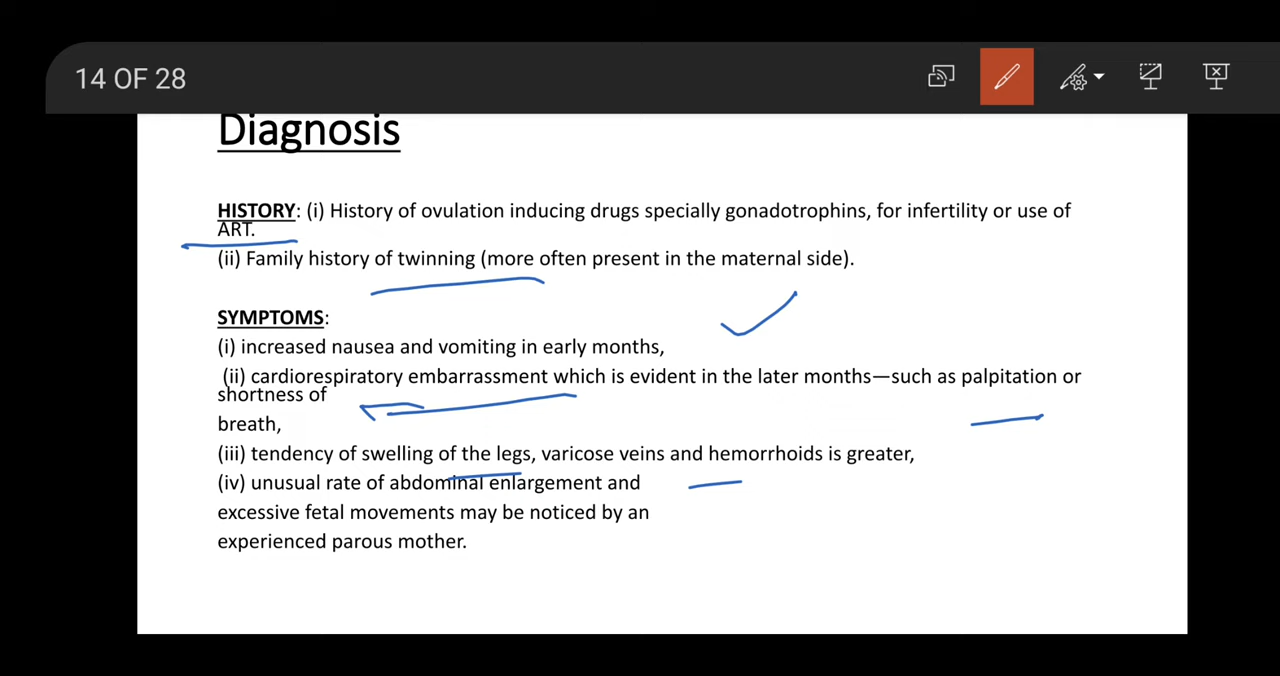 14 OF 28
Diagnosis
HISTORY: (i) History of ovulation inducing drugs specially gonadotrophins, for infertility or use of
ART.
(ii) Family history of twinning (more often present in the maternal side).
SYMPTOMS:
(i) increased nausea and vomiting in early months,
(ii) cardiorespiratory embarrassment which is evident in the later months—such as palpitation or
shortness of
breath,
(iii) tendency of swelling of the legs, varicose veins and hemorrhoids is greater,
(iv) unusual rate of abdominal enlargement and
excessive fetal movements may be noticed by an
experienced parous mother.